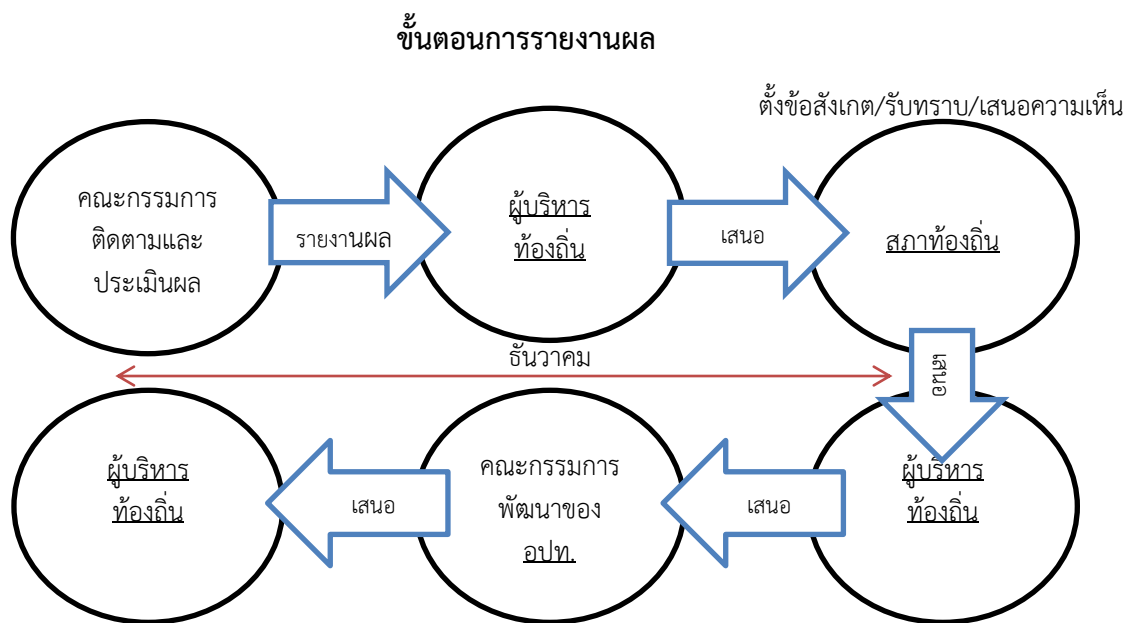 ขั้นตอนการรายงานผล
ตั้งข้อสังเกต/รับทราบ/เสนอความเห็น
คณะกรรมการ
ติดตามและ
ประเมินผล
รายงานผล
ผู้บริหาร
ท้องถิ่น
เสนอ
สภาท้องถิ่น
ธันวาคม
เสนอ
ผู้บริหาร
ท้องถิ่น
เสนอ
คณะกรรมการ
พัฒนาของ
อปท.
เสนอ
ผู้บริหาร
ท้องถิ่น